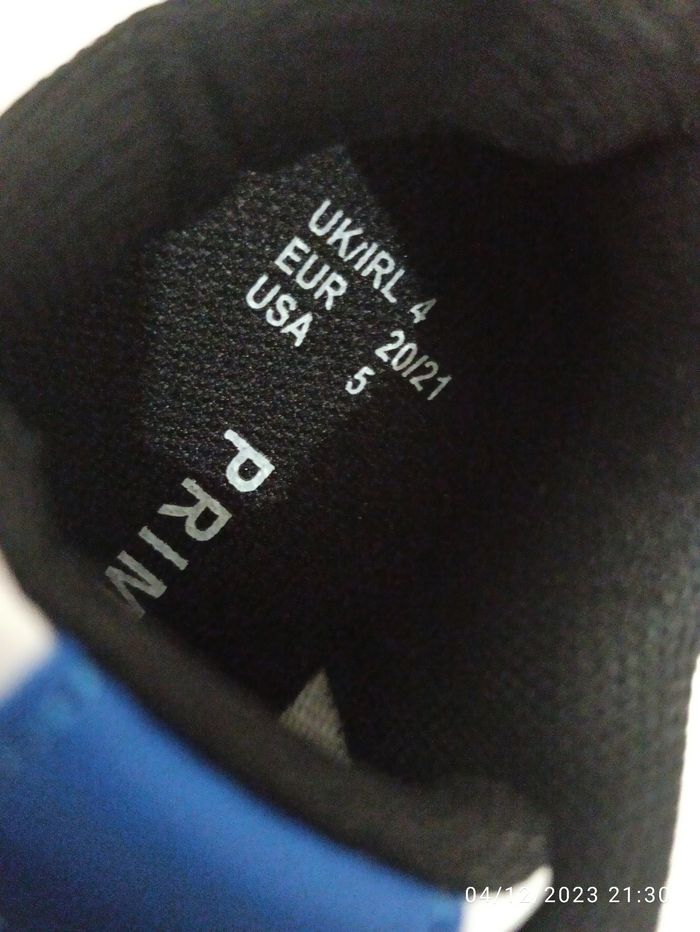 UK/IRL 4
EUR 20/21
USA 5
PRIM
04/12/2023 21:30